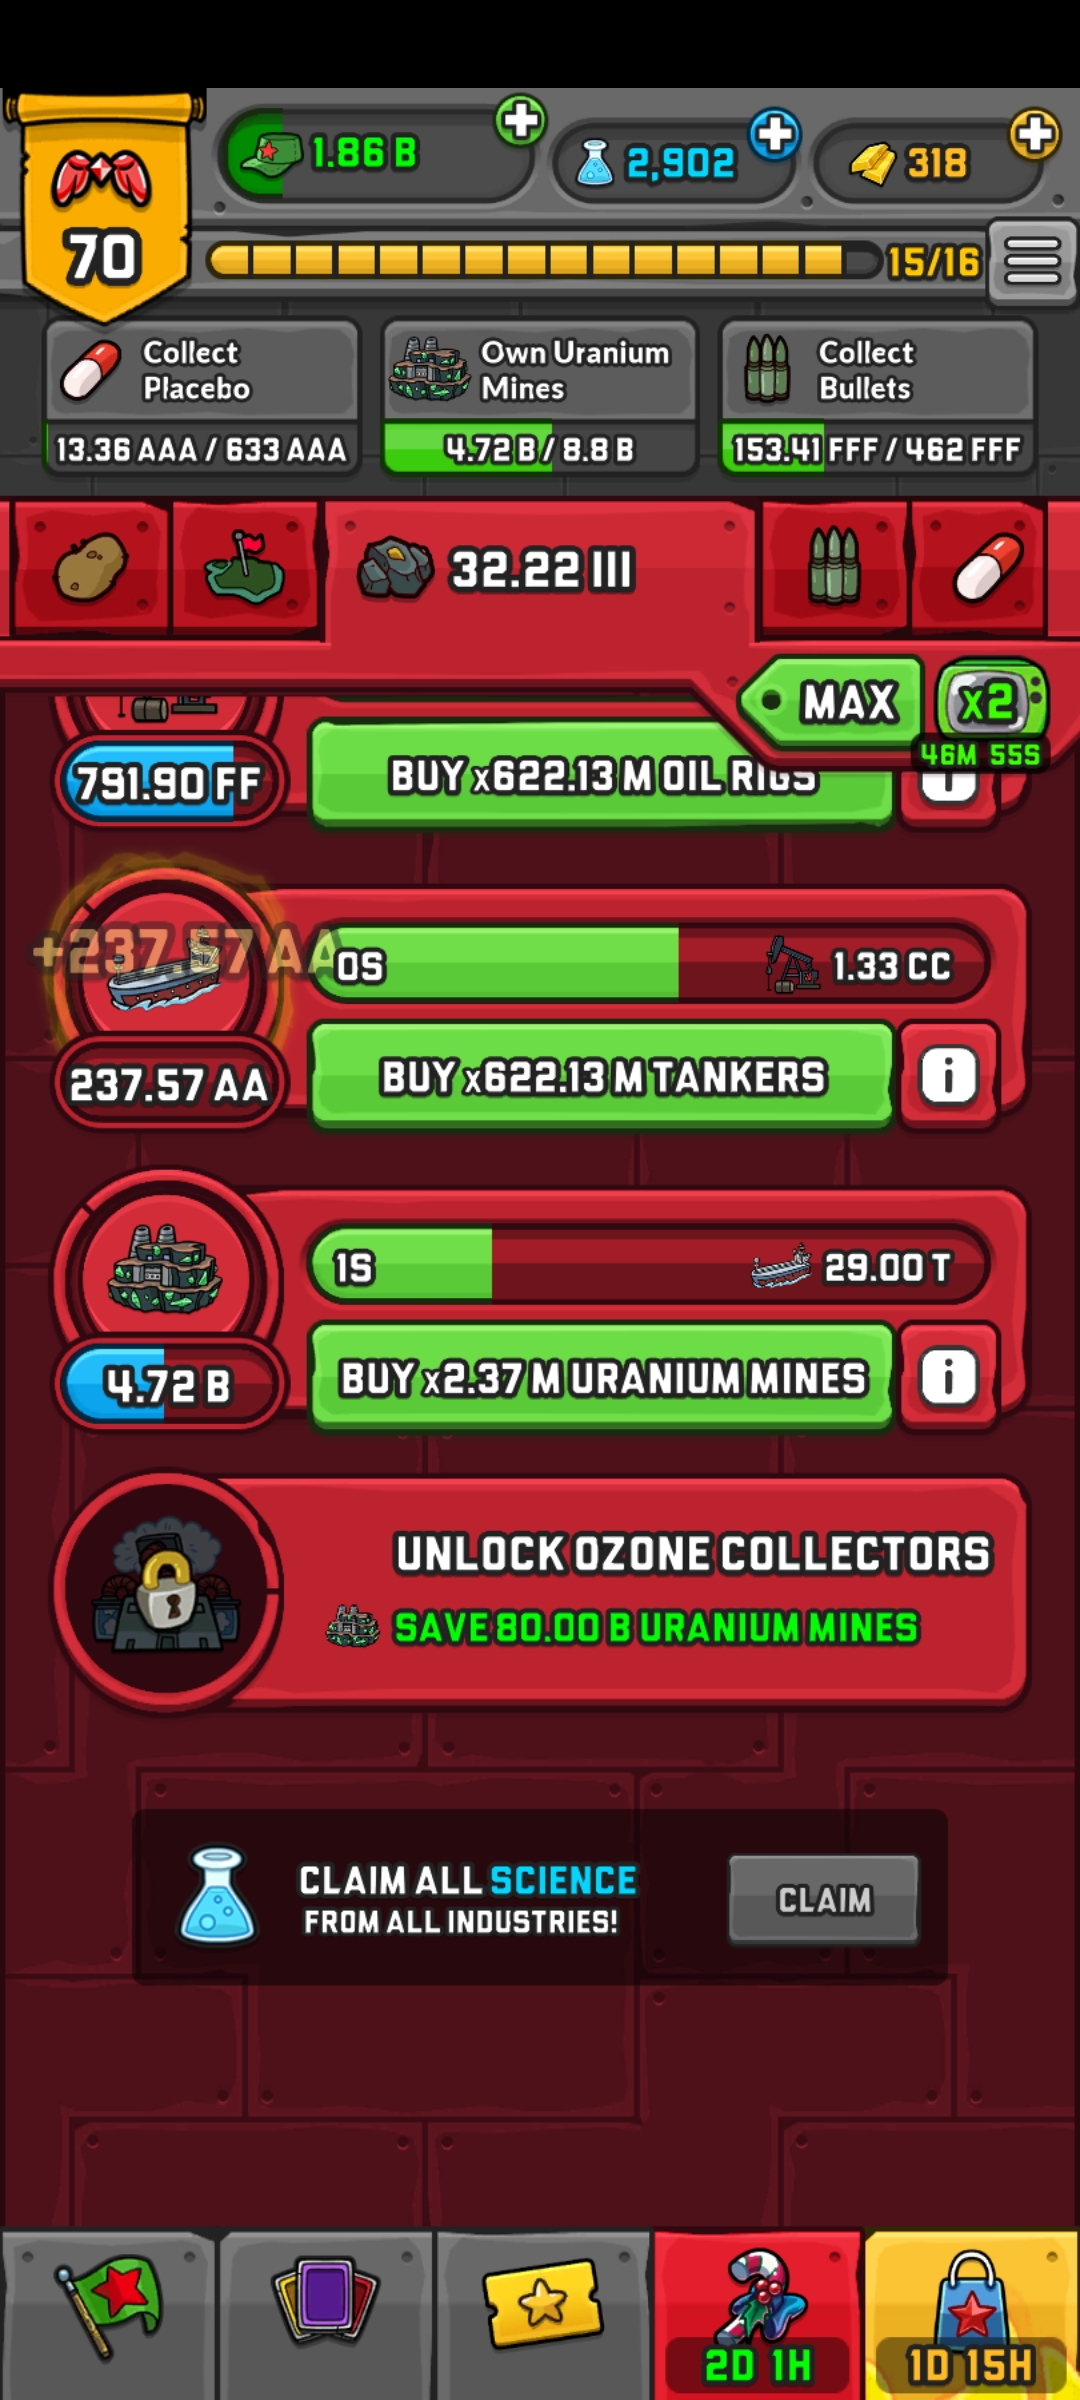 1.86 B
2,902
318
70
15/16
Collect
Placebo
13.36 AAA / 633 AAA
Own Uranium
Mines
4.72 B / 8.8 B
Collect
Bullets
153.41 FFF / 462 FFF
32.22 III
MAX
x2
46M 55S
791.90 FF
BUY x622.13 M OIL RIGS
+237.57 AA
0S
1.33 CC
237.57 AA
BUY x622.13 M TANKERS
i
1S
29.00 T
4.72 B
BUY x2.37 M URANIUM MINES
i
UNLOCK OZONE COLLECTORS
SAVE 80.00 B URANIUM MINES
CLAIM ALL SCIENCE
FROM ALL INDUSTRIES!
CLAIM
2D 1H
1D 15H